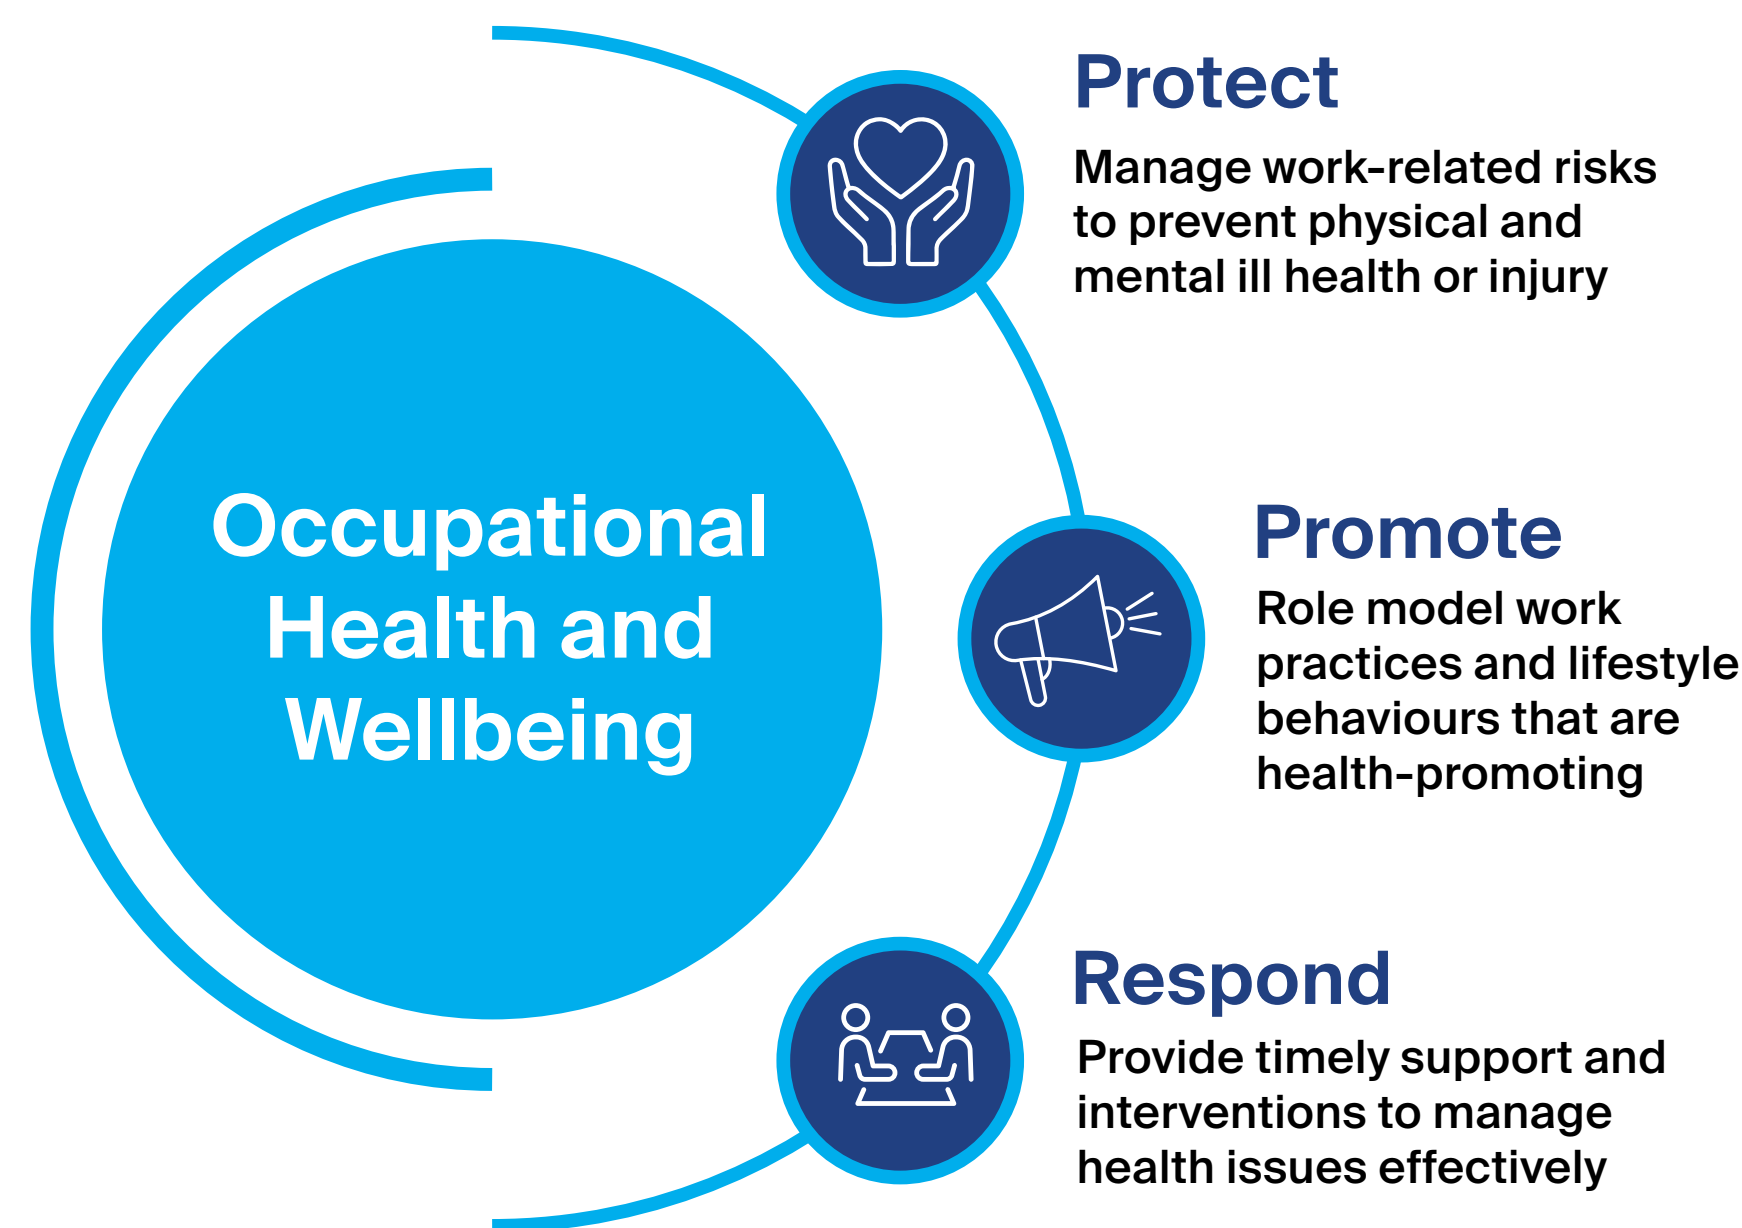 Occupational
Health and
Wellbeing
Protect
Manage work-related risks
to prevent physical and
mental ill health or injury
Promote
Role model work
practices and lifestyle
behaviours that are
health-promoting
Respond
Provide timely support and
interventions to manage
health issues effectively